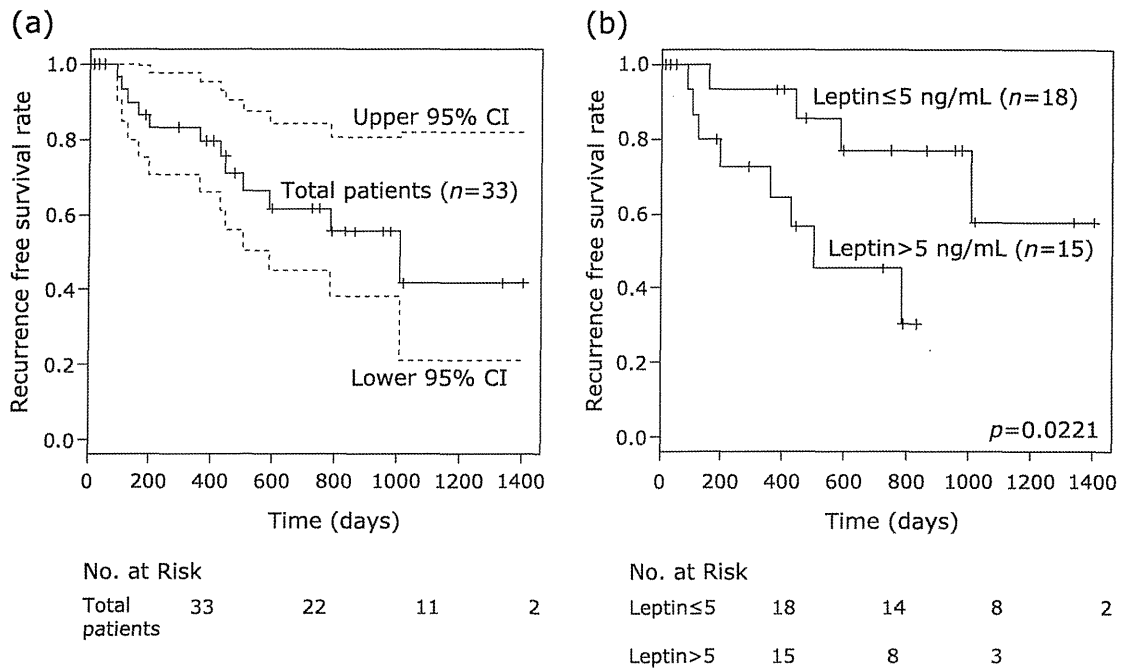 (a)
1.0
0.8
0.6
0.4
0.2
0.0
Recurrence free survival rate
Upper 95% CI
Total patients (n=33)
Lower 95% CI
0 200 400 600 800 1000 1200 1400
Time (days)
No. at Risk
Total patients 33 22 11 2
(b)
1.0
0.8
0.6
0.4
0.2
0.0
Recurrence free survival rate
Leptin≤5 ng/mL (n=18)
Leptin>5 ng/mL (n=15)
p=0.0221
0 200 400 600 800 1000 1200 1400
Time (days)
No. at Risk
Leptin≤5 18 14 8 2
Leptin>5 15 8 3